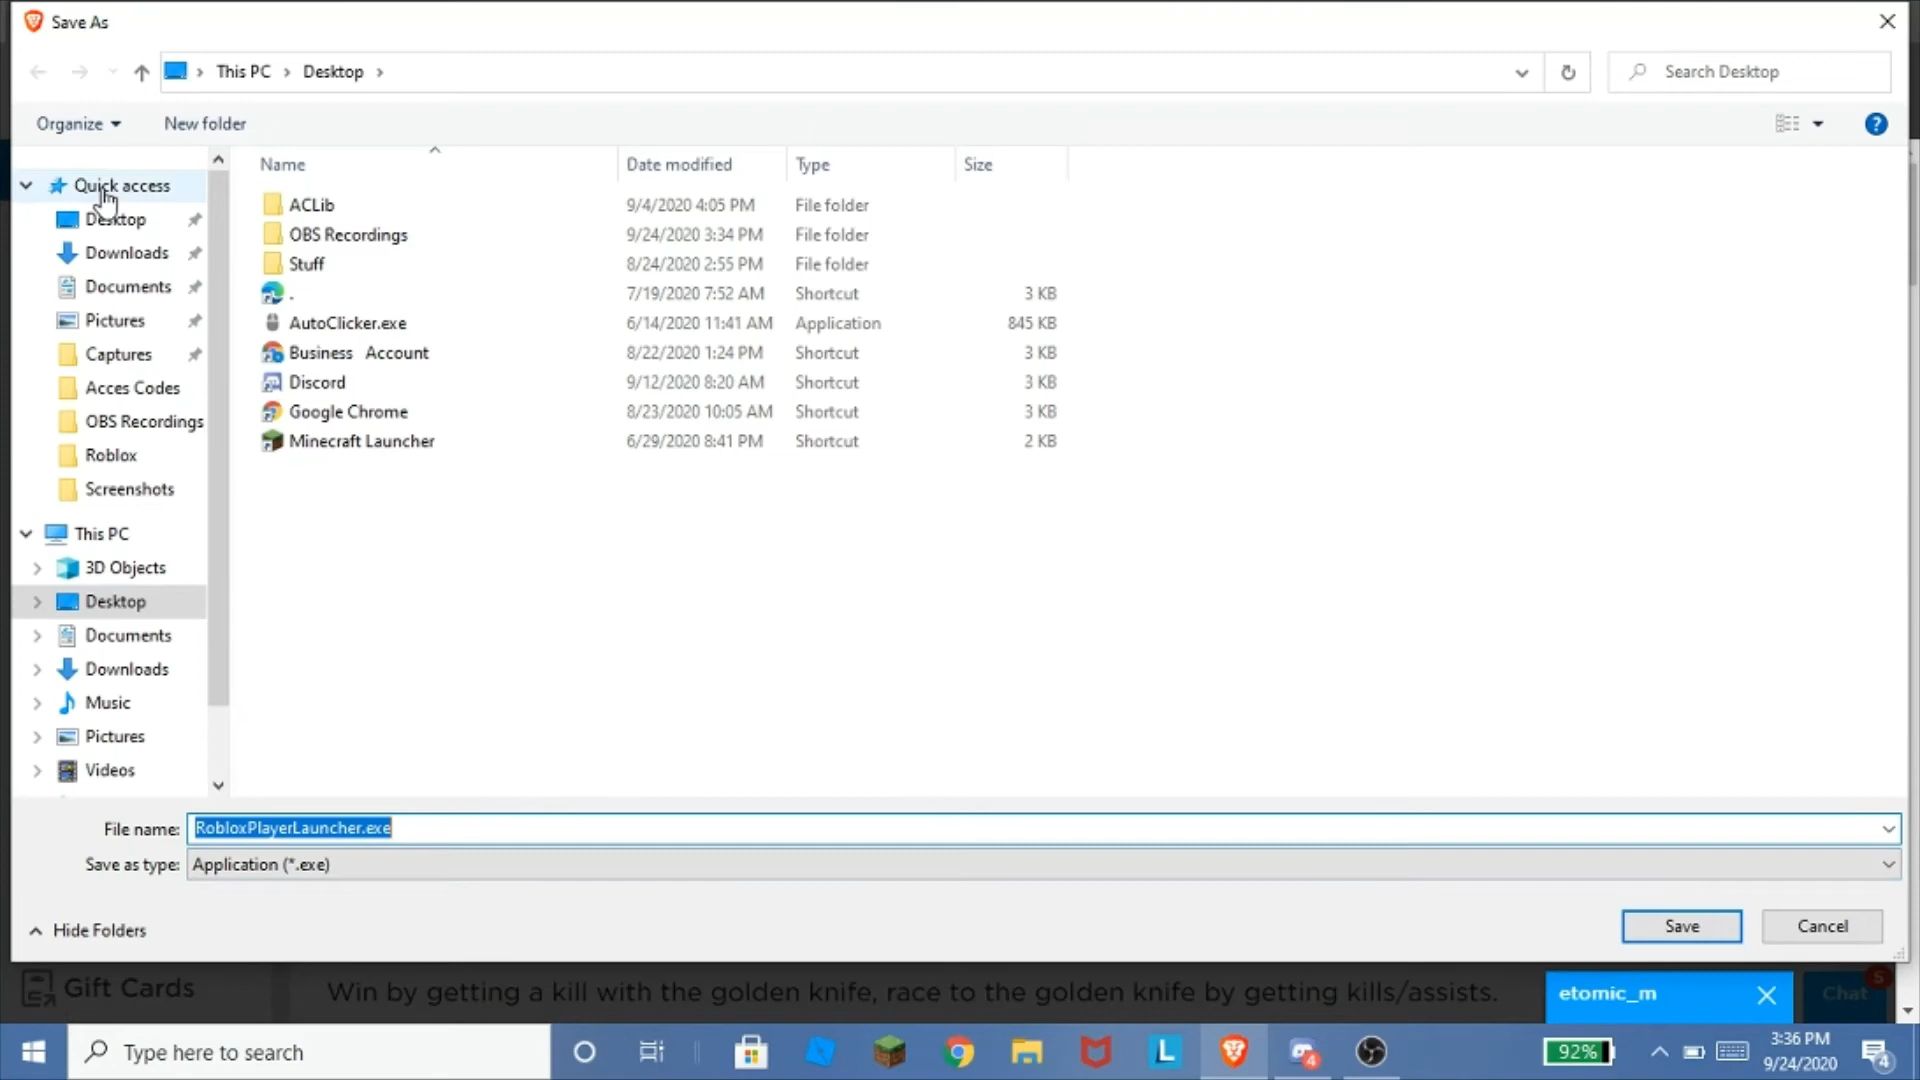 Save As
This PC
Desktop
Search Desktop
Organize
New folder
?
Name
Date modified
Type
Size
Quick access
Desktop
Downloads
Documents
Pictures
Captures
Acces Codes
OBS Recordings
Roblox
Screenshots
This PC
3D Objects
Desktop
Documents
Downloads
Music
Pictures
Videos
ACLib 9/4/2020 4:05 PM File folder
OBS Recordings 9/24/2020 3:34 PM File folder
Stuff 8/24/2020 2:55 PM File folder
. 7/19/2020 7:52 AM Shortcut 3 KB
AutoClicker.exe 6/14/2020 11:41 AM Application 845 KB
Business Account 8/22/2020 1:24 PM Shortcut 3 KB
Discord 9/12/2020 8:20 AM Shortcut 3 KB
Google Chrome 8/23/2020 10:05 AM Shortcut 3 KB
Minecraft Launcher 6/29/2020 8:41 PM Shortcut 2 KB
File name: RobloxPlayerLauncher.exe
Save as type: Application (*.exe)
Hide Folders
Save
Cancel
Gift Cards
Win by getting a kill with the golden knife, race to the golden knife by getting kills/assists.
etomic_m
Chat
5
Type here to search
L
4
92%
3:36 PM
9/24/2020
4